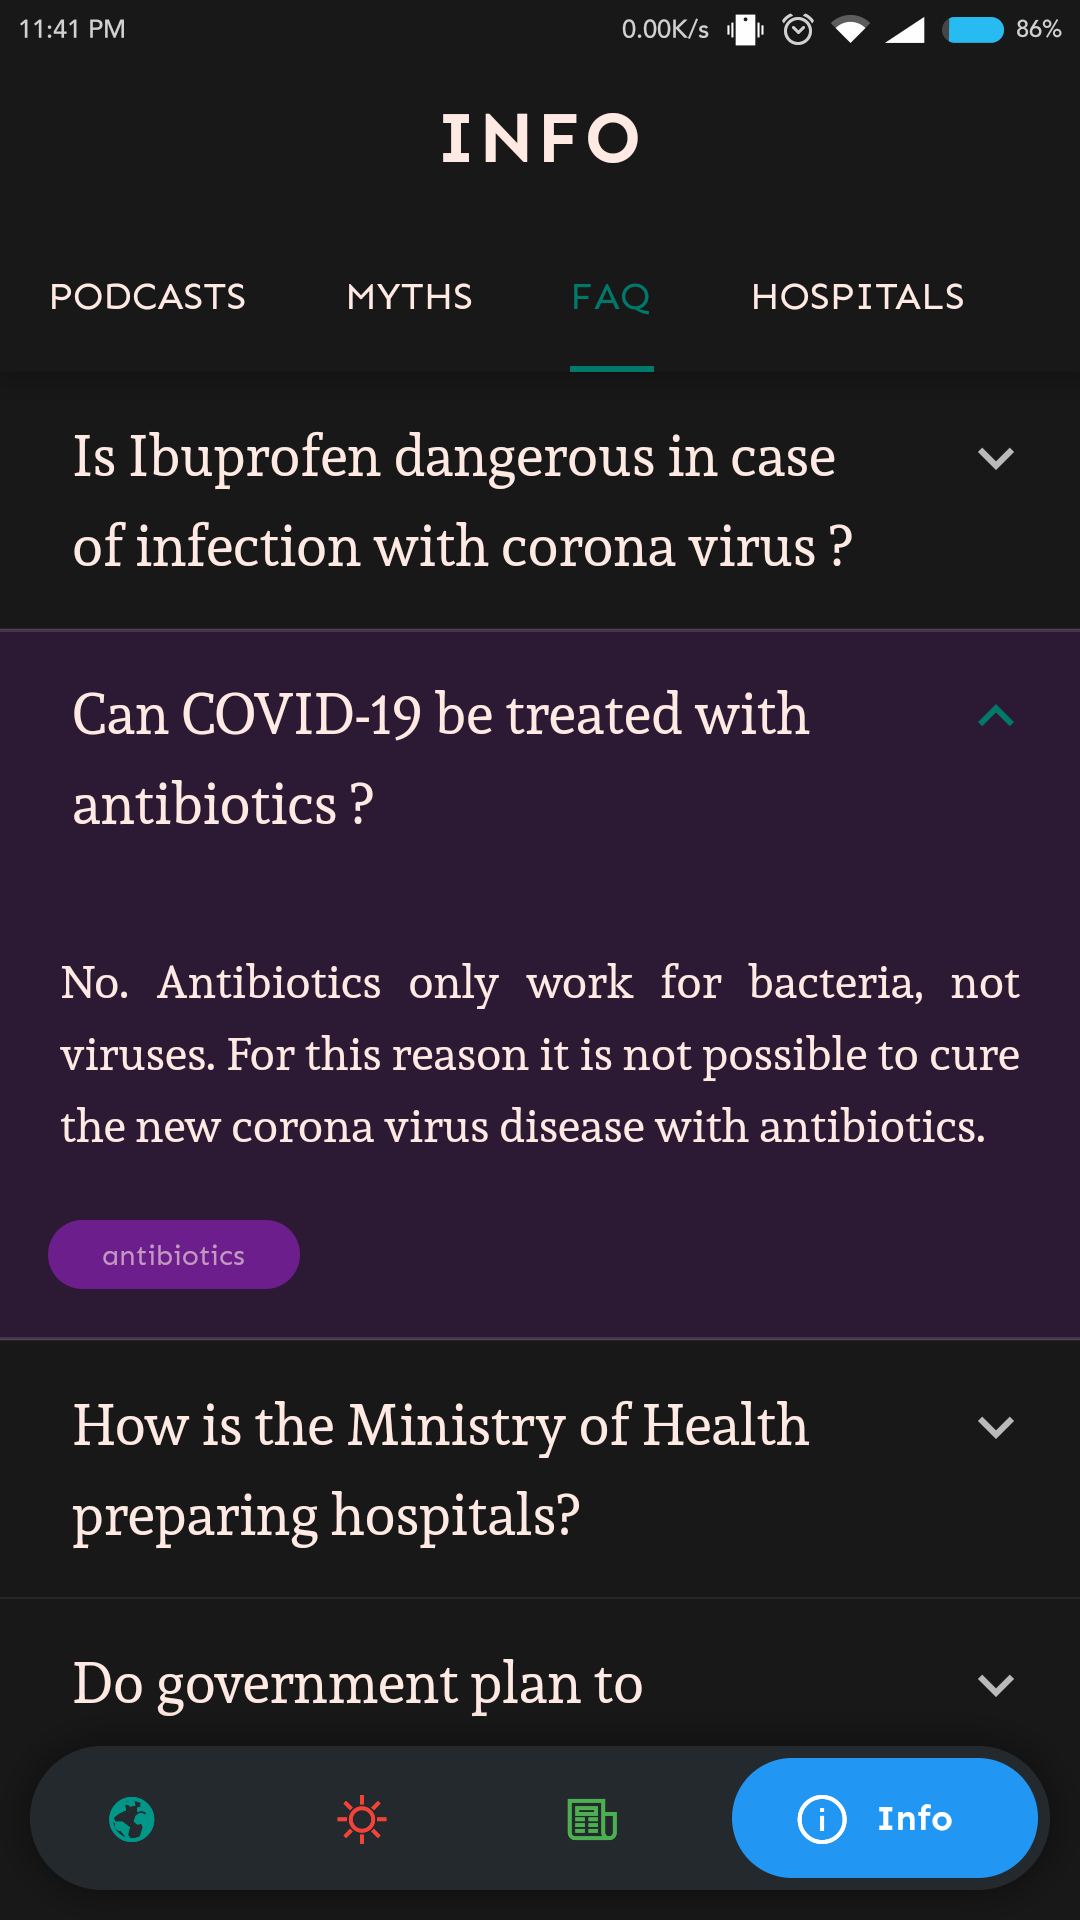 11:41 PM 0.00K/s 86%
INFO
PODCASTS MYTHS FAQ HOSPITALS
Is Ibuprofen dangerous in case
of infection with corona virus ?
Can COVID-19 be treated with
antibiotics ?
No. Antibiotics only work for bacteria, not
viruses. For this reason it is not possible to cure
the new corona virus disease with antibiotics.
antibiotics
How is the Ministry of Health
preparing hospitals?
Do government plan to
Info